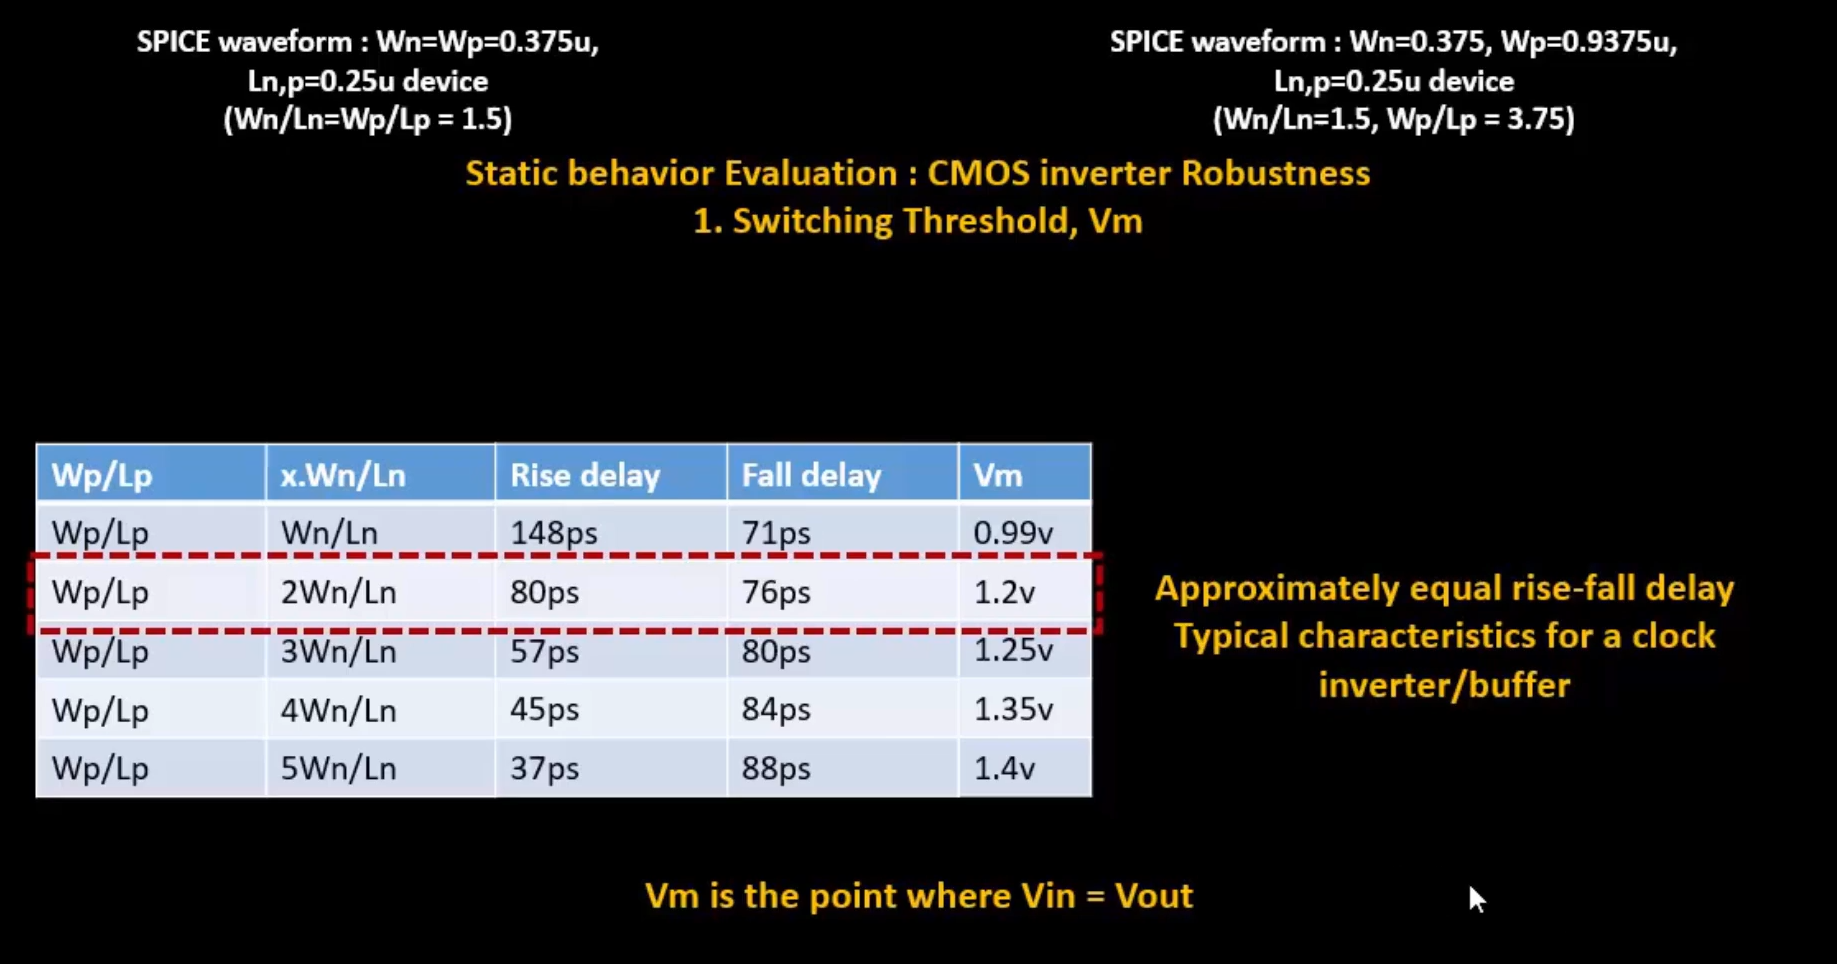 SPICE waveform : Wn=Wp=0.375u,
Ln,p=0.25u device
(Wn/Ln=Wp/Lp = 1.5)
SPICE waveform : Wn=0.375, Wp=0.9375u,
Ln,p=0.25u device
(Wn/Ln=1.5, Wp/Lp = 3.75)
Static behavior Evaluation : CMOS inverter Robustness
1. Switching Threshold, Vm
Wp/Lp x.Wn/Ln Rise delay Fall delay Vm
Wp/Lp Wn/Ln 148ps 71ps 0.99v
Wp/Lp 2Wn/Ln 80ps 76ps 1.2v
Wp/Lp 3Wn/Ln 57ps 80ps 1.25v
Wp/Lp 4Wn/Ln 45ps 84ps 1.35v
Wp/Lp 5Wn/Ln 37ps 88ps 1.4v
Approximately equal rise-fall delay
Typical characteristics for a clock
inverter/buffer
Vm is the point where Vin = Vout